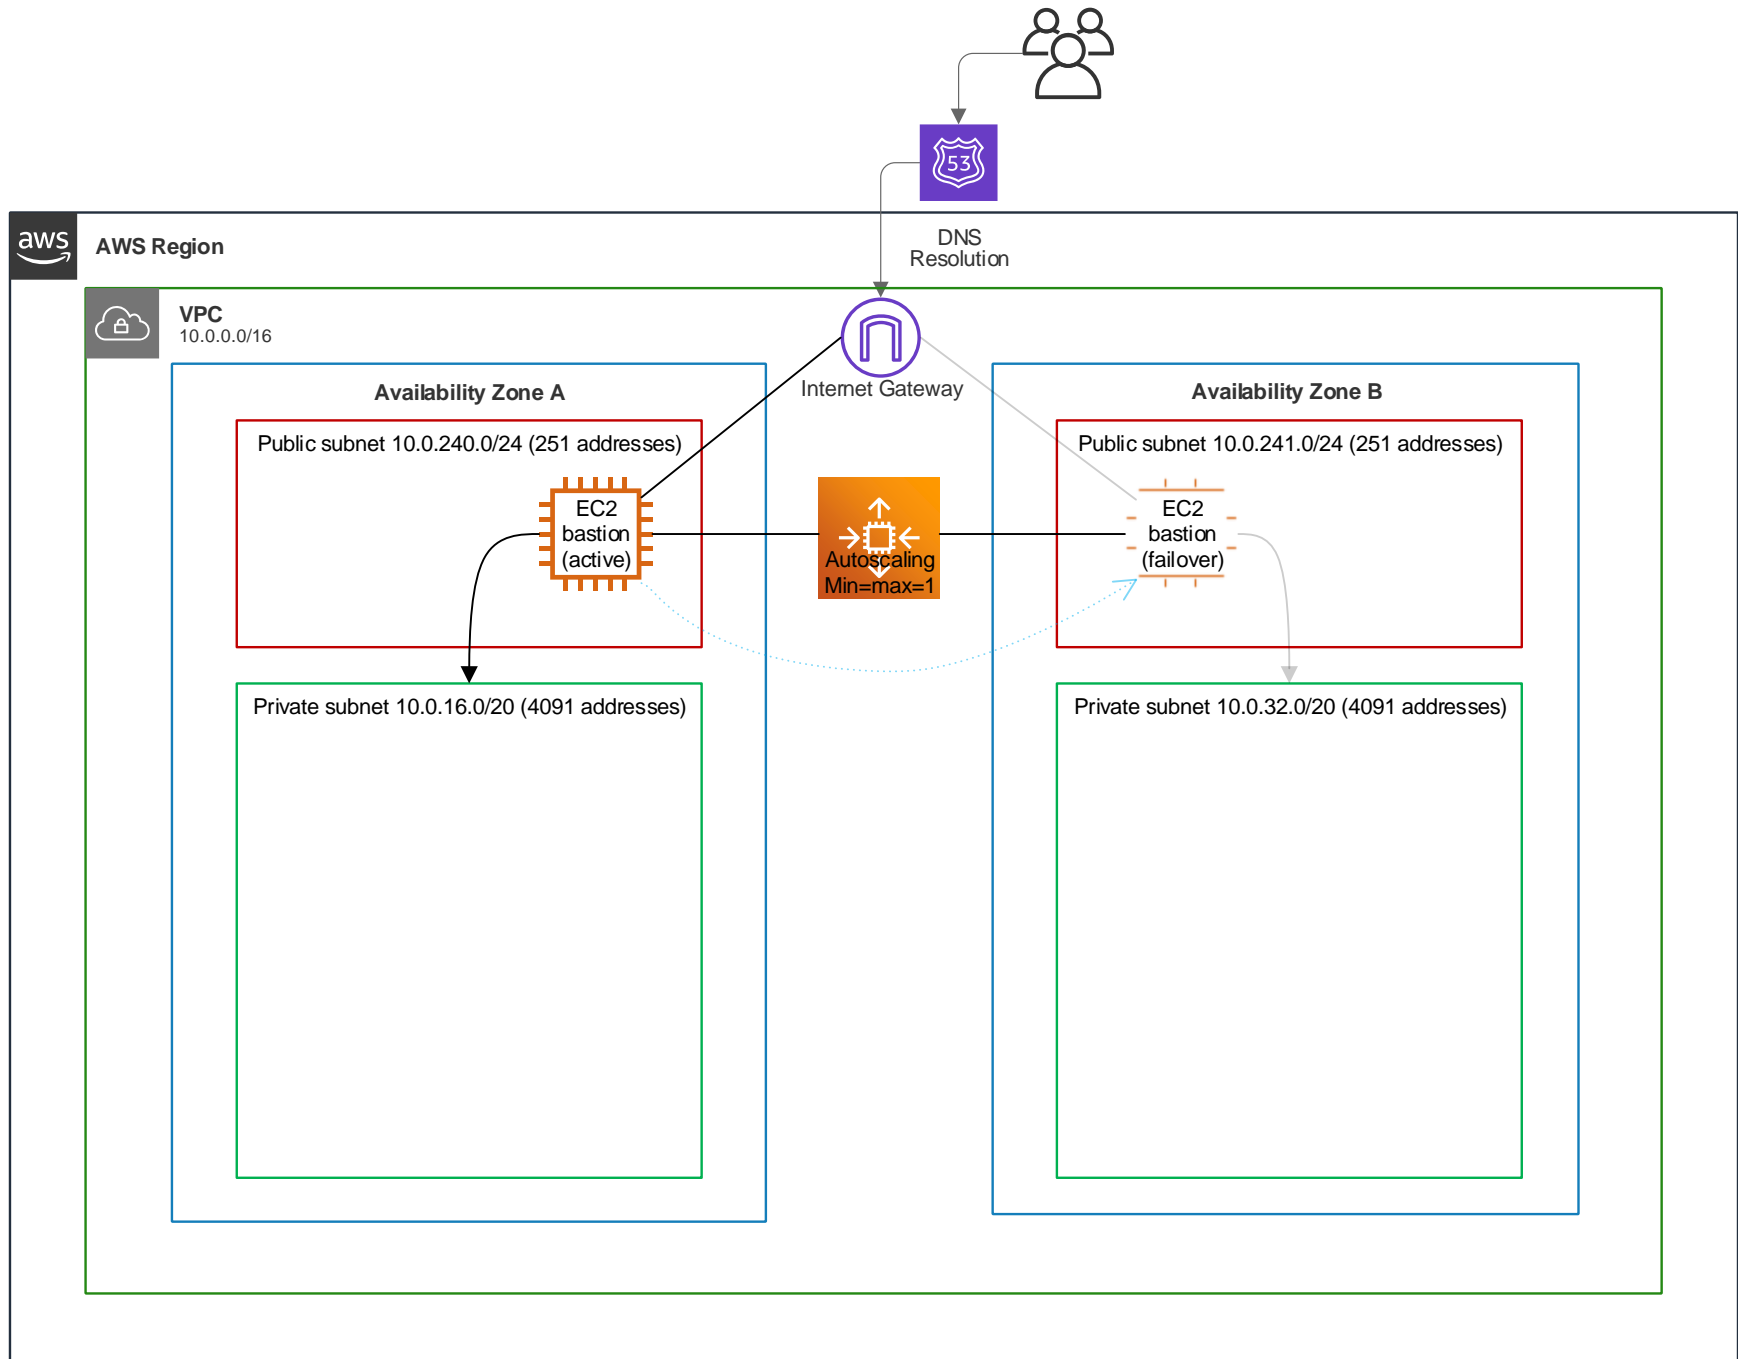 53
aws
AWS Region
DNS
Resolution
VPC
10.0.0.0/16
Internet Gateway
Availability Zone A
Availability Zone B
Public subnet 10.0.240.0/24 (251 addresses)
Public subnet 10.0.241.0/24 (251 addresses)
EC2
bastion
(active)
Autoscaling
Min=max=1
EC2
bastion
(failover)
Private subnet 10.0.16.0/20 (4091 addresses)
Private subnet 10.0.32.0/20 (4091 addresses)